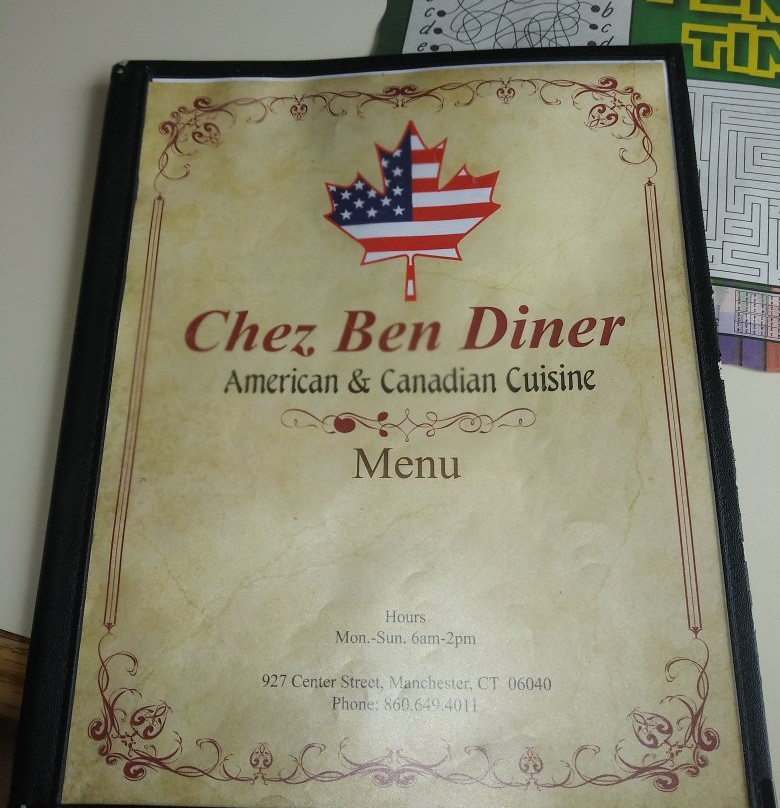 c
d
e
b
c
d
TIM
Chez Ben Diner
American & Canadian Cuisine
Menu
Hours
Mon.-Sun. 6am-2pm
927 Center Street, Manchester, CT 06040
Phone: 860.649.4011